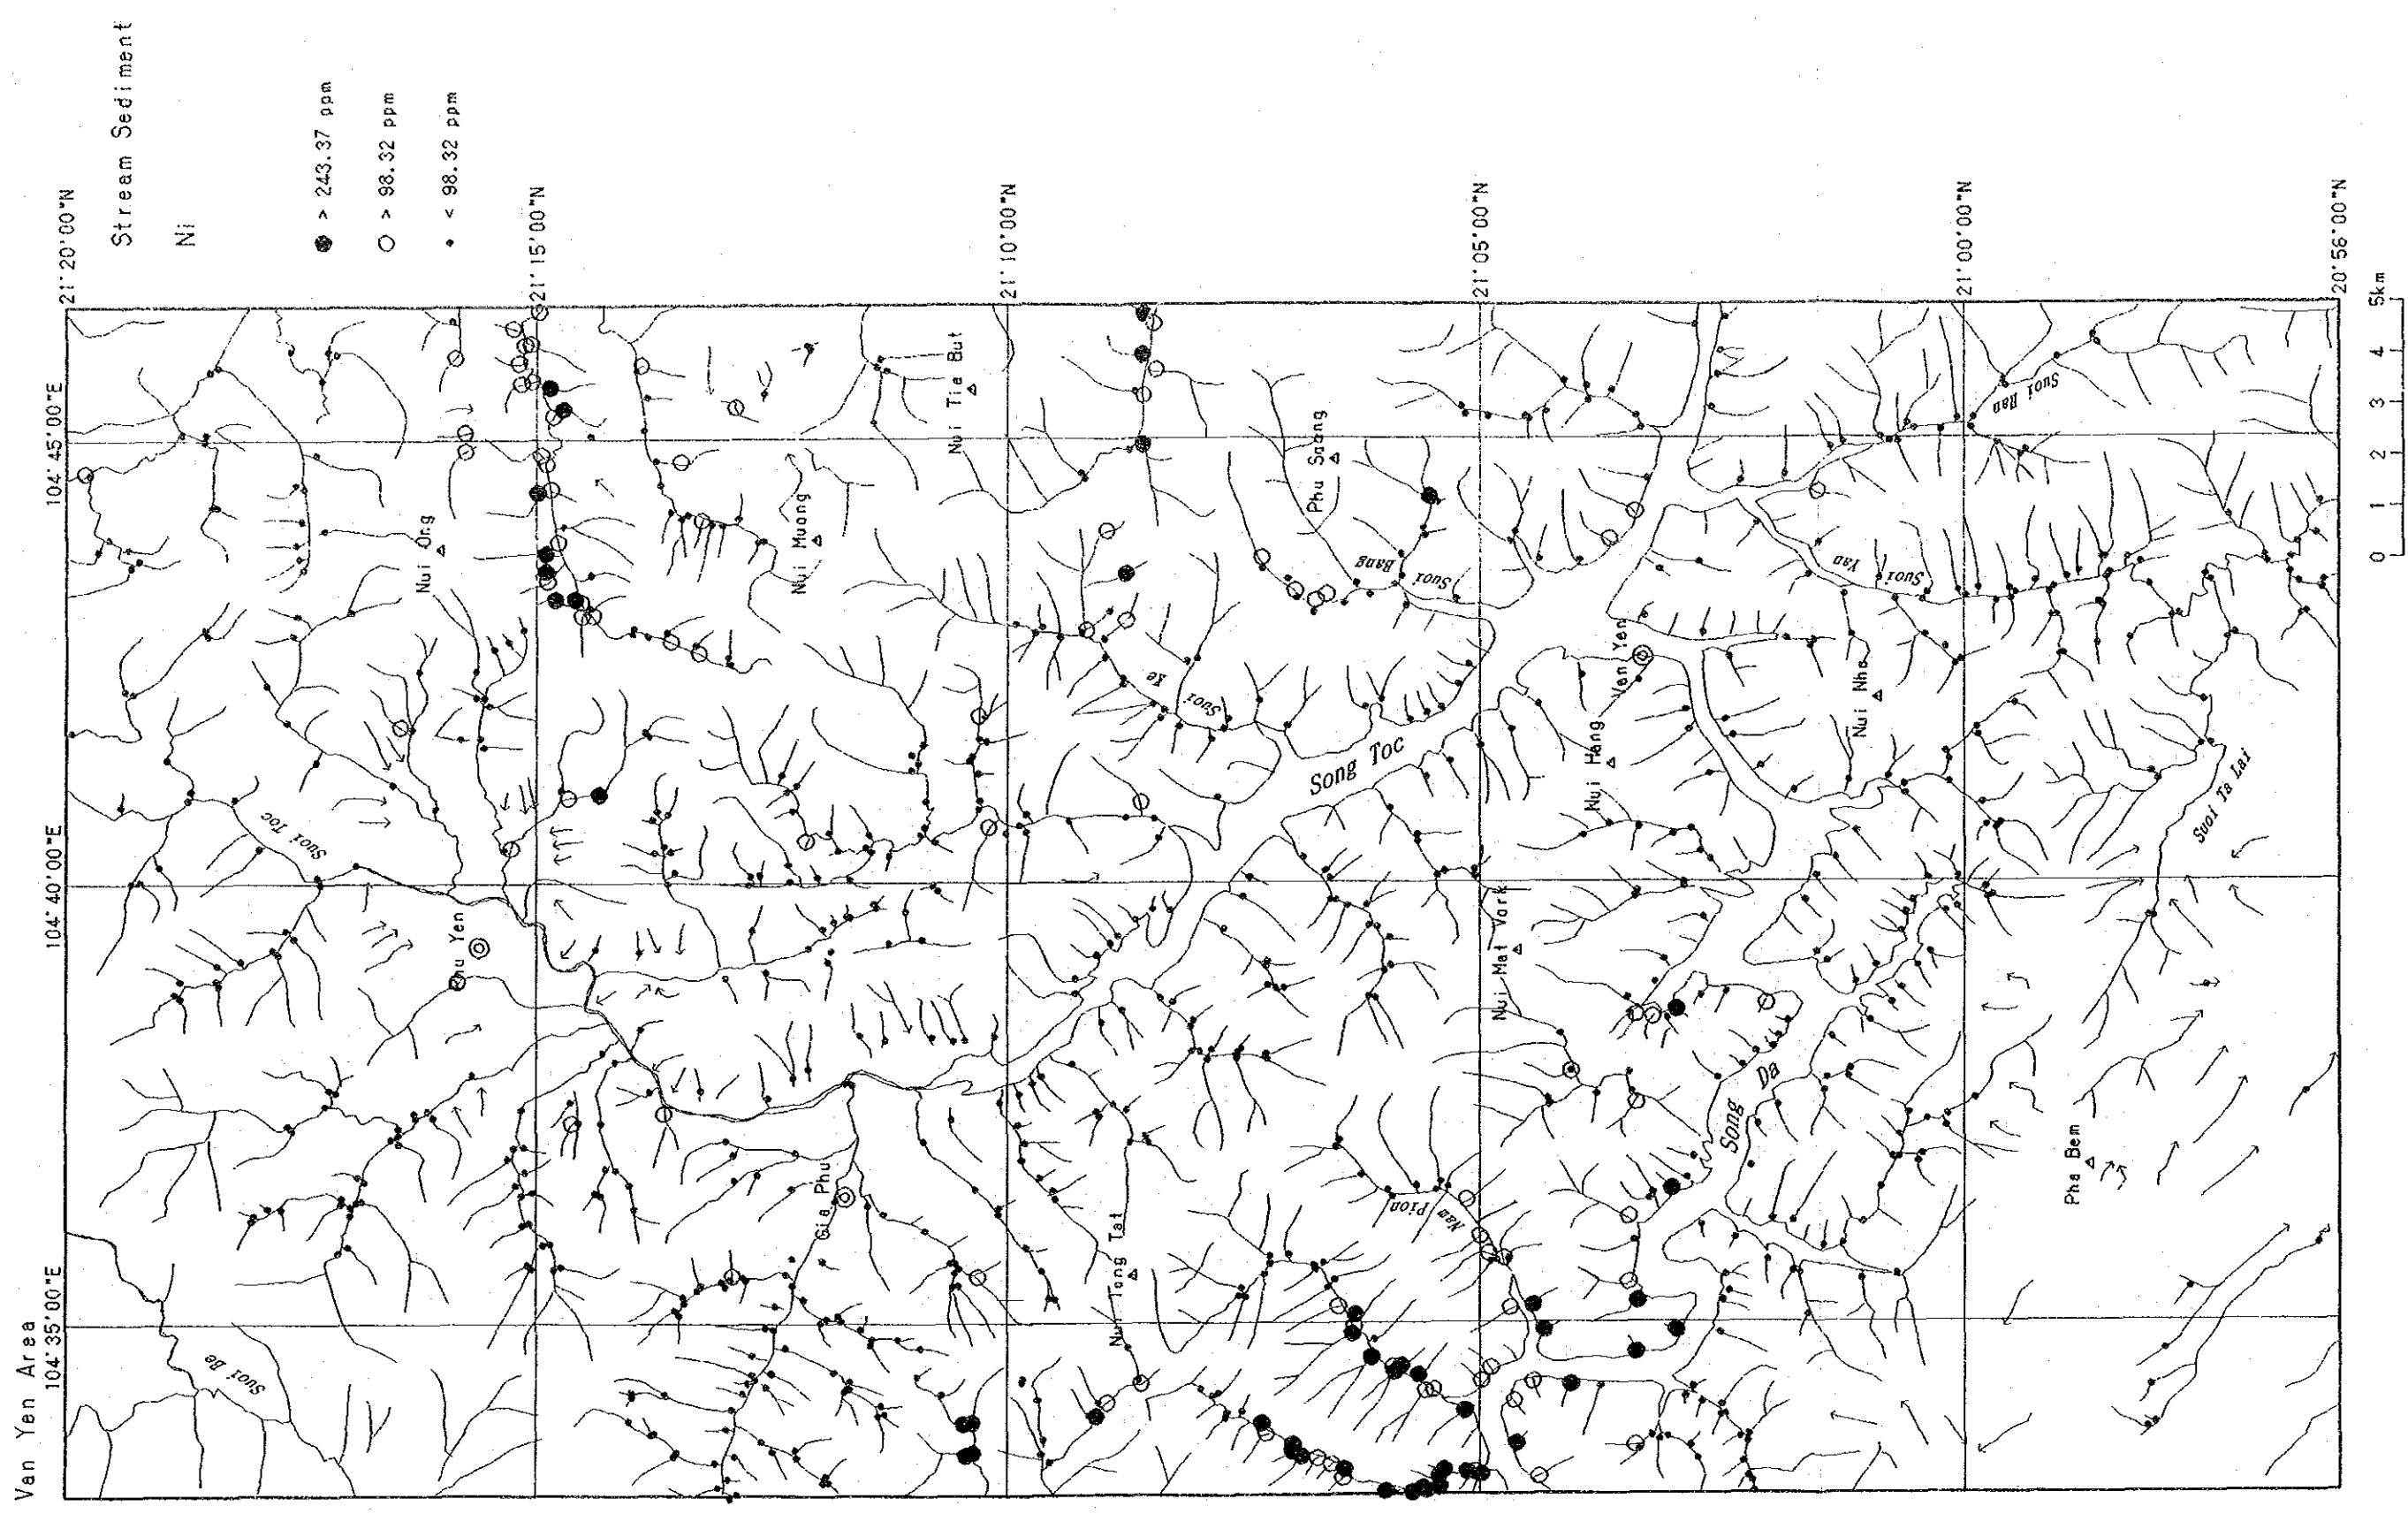 Van Yen Area
Stream Sediment
Ni
● > 243.37 ppm
○ > 98.32 ppm
• < 98.32 ppm
104°35'00"E
104°40'00"E
104°45'00"E
21°20'00"N
21°15'00"N
21°10'00"N
21°05'00"N
21°00'00"N
20°56'00"N
Suoi Be
Suoi Toc
Phu Yen
Nui Ong
Gia Phu
Nui Muong
Nui Tia But
Nui Tong Tat
Suoi Ke
Song Toc
Phu Saang
Suoi Bang
Nam Pion
Nui Mat Vark
Nui Hang
Van Yen
Song Da
Nui Nhe
Suoi Yan
Suoi Ran
Pha Bem
Suoi Ta Lai
0 1 2 3 4 5km